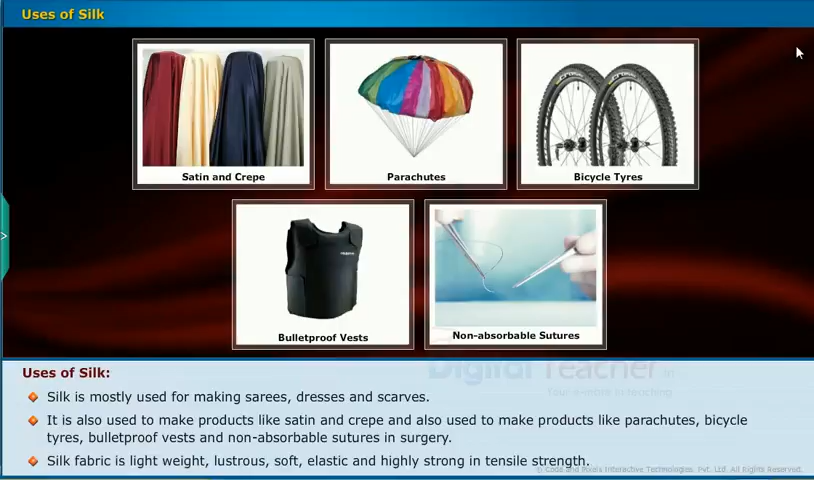 Uses of Silk
Satin and Crepe
Parachutes
Bicycle Tyres
Bulletproof Vests
Non-absorbable Sutures
Uses of Silk:
Digital Teacher
Silk is mostly used for making sarees, dresses and scarves.
It is also used to make products like satin and crepe and also used to make products like parachutes, bicycle
tyres, bulletproof vests and non-absorbable sutures in surgery.
Silk fabric is light weight, lustrous, soft, elastic and highly strong in tensile strength.
© Code and Pixels Interactive Technologies. Pvt. Ltd. All Rights Reserved.